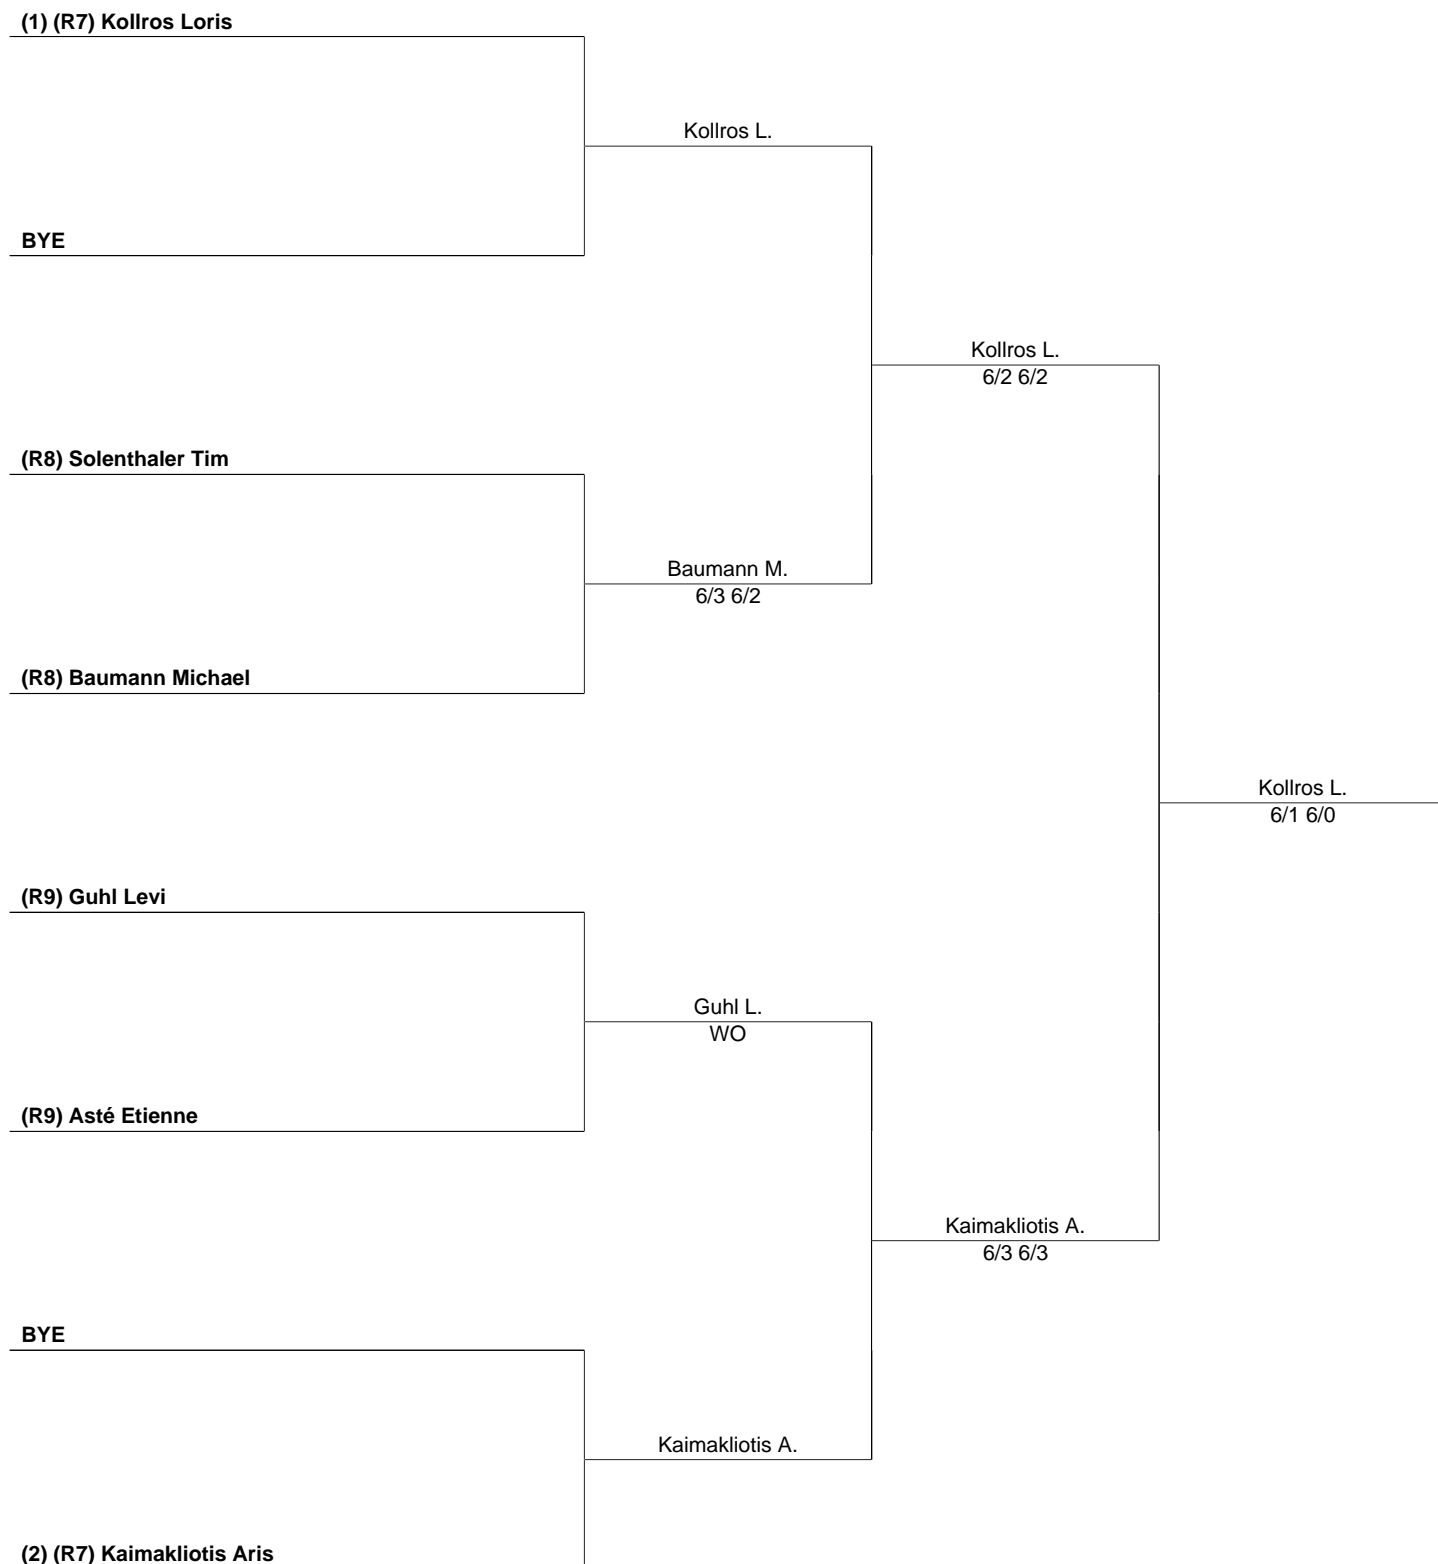 (1) (R7) Kollros Loris
Kollros L.
BYE
Kollros L.
6/2 6/2
(R8) Solenthaler Tim
Baumann M.
6/3 6/2
(R8) Baumann Michael
Kollros L.
6/1 6/0
(R9) Guhl Levi
Guhl L.
WO
(R9) Asté Etienne
Kaimakliotis A.
6/3 6/3
BYE
Kaimakliotis A.
(2) (R7) Kaimakliotis Aris